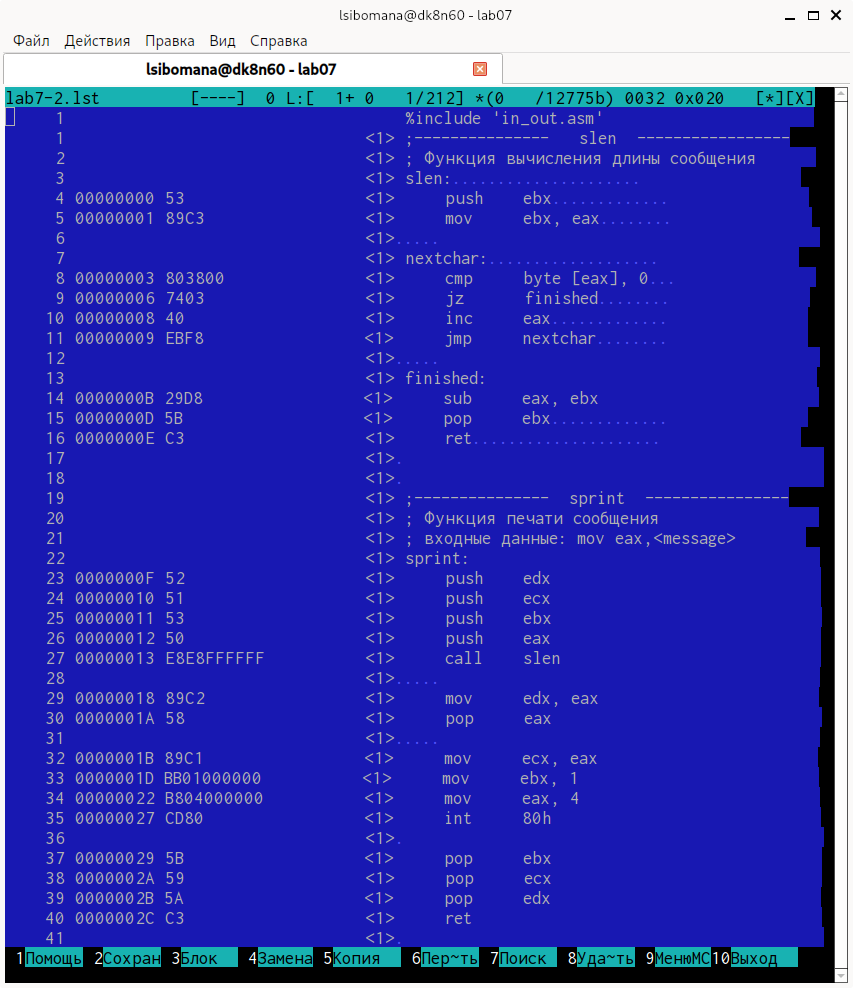 lsibomana@dk8n60 - lab07
Файл Действия Правка Вид Справка
lsibomana@dk8n60 - lab07
lab7-2.lst [----] 0 L:[ 1+ 0 1/212] *(0 /12775b) 0032 0x020 [*][X]
1 %include 'in_out.asm'
1 <1> ;--------------- slen -----------------
2 <1> ; Функция вычисления длины сообщения
3 <1> slen:.....................
4 00000000 53 <1> push ebx.............
5 00000001 89C3 <1> mov ebx, eax........
6 <1>.....
7 <1> nextchar:...................
8 00000003 803800 <1> cmp byte [eax], 0...
9 00000006 7403 <1> jz finished........
10 00000008 40 <1> inc eax.............
11 00000009 EBF8 <1> jmp nextchar........
12 <1>.....
13 <1> finished:
14 0000000B 29D8 <1> sub eax, ebx
15 0000000D 5B <1> pop ebx.............
16 0000000E C3 <1> ret.....................
17 <1>.
18 <1>.
19 <1> ;--------------- sprint ----------------
20 <1> ; Функция печати сообщения
21 <1> ; входные данные: mov eax,<message>
22 <1> sprint:
23 0000000F 52 <1> push edx
24 00000010 51 <1> push ecx
25 00000011 53 <1> push ebx
26 00000012 50 <1> push eax
27 00000013 E8E8FFFFFF <1> call slen
28 <1>.....
29 00000018 89C2 <1> mov edx, eax
30 0000001A 58 <1> pop eax
31 <1>.....
32 0000001B 89C1 <1> mov ecx, eax
33 0000001D BB01000000 <1> mov ebx, 1
34 00000022 B804000000 <1> mov eax, 4
35 00000027 CD80 <1> int 80h
36 <1>.
37 00000029 5B <1> pop ebx
38 0000002A 59 <1> pop ecx
39 0000002B 5A <1> pop edx
40 0000002C C3 <1> ret
41 <1>.
1Помощь 2Сохран 3Блок 4Замена 5Копия 6Пер~ть 7Поиск 8Уда~ть 9МенюMC 10Выход